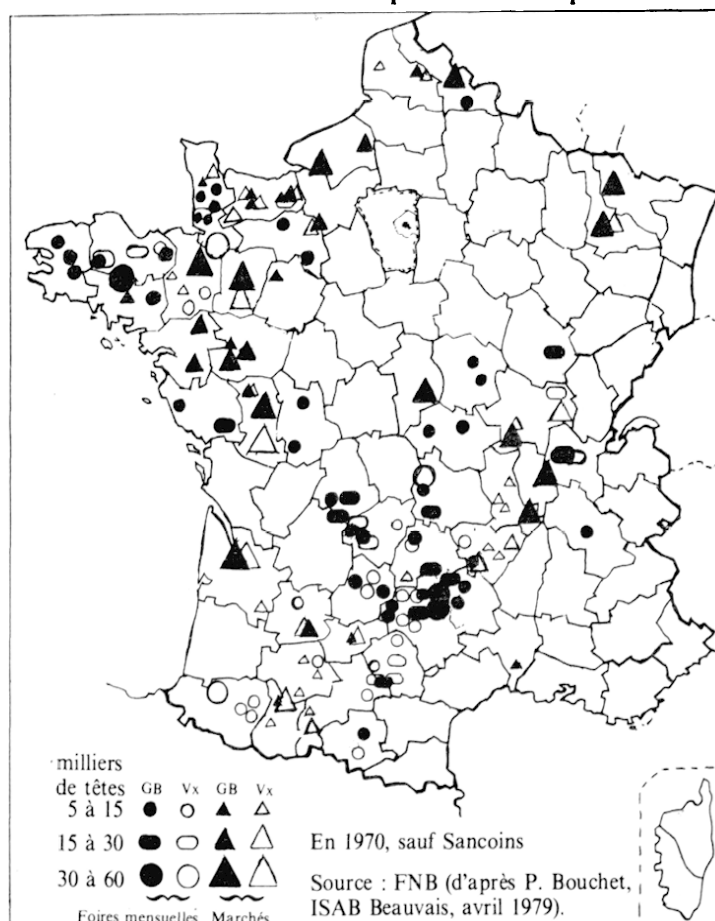 milliers
de têtes GB Vx GB Vx
5 à 15
15 à 30
30 à 60
Foires mensuelles Marchés
En 1970, sauf Sancoins
Source : FNB (d'après P. Bouchet,
ISAB Beauvais, avril 1979).